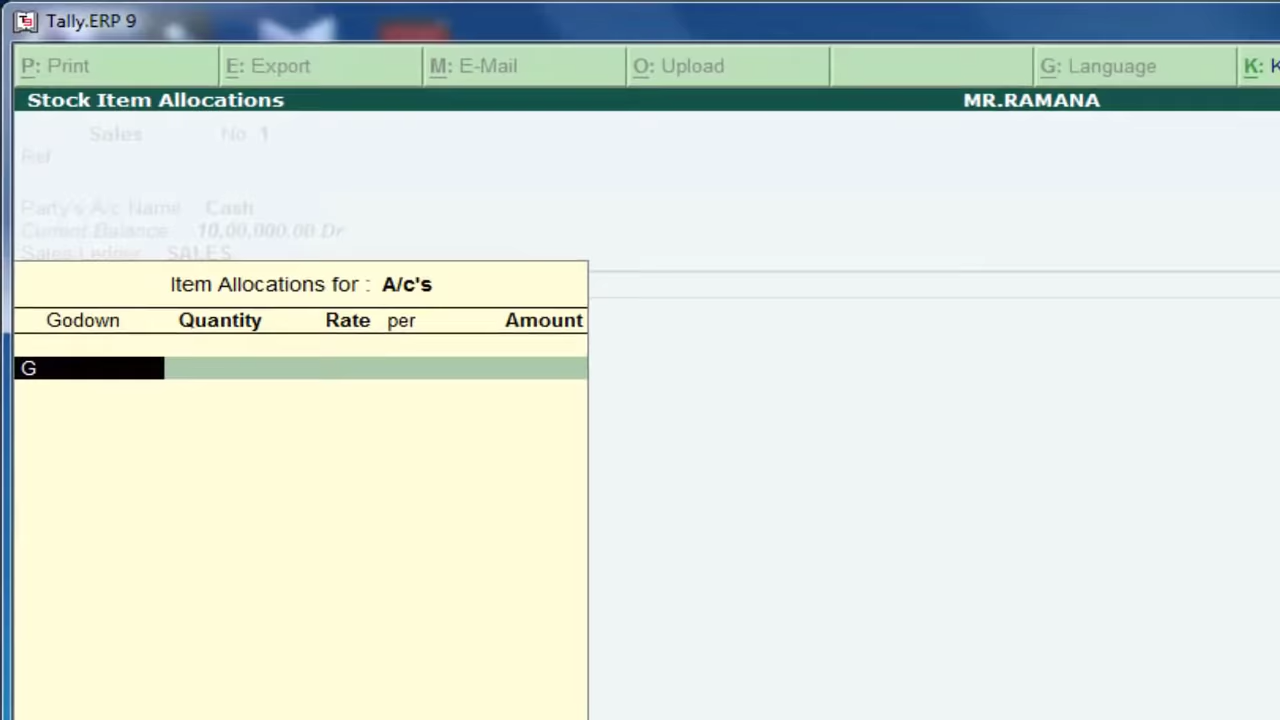 Tally.ERP 9
P: Print E: Export M: E-Mail O: Upload G: Language K: K
Stock Item Allocations MR.RAMANA
Sales No. 1
Ref
Party's A/c Name Cash
Current Balance 10,00,000.00 Dr
Sales Ledger SALES
Item Allocations for : A/c's
Godown Quantity Rate per Amount
G